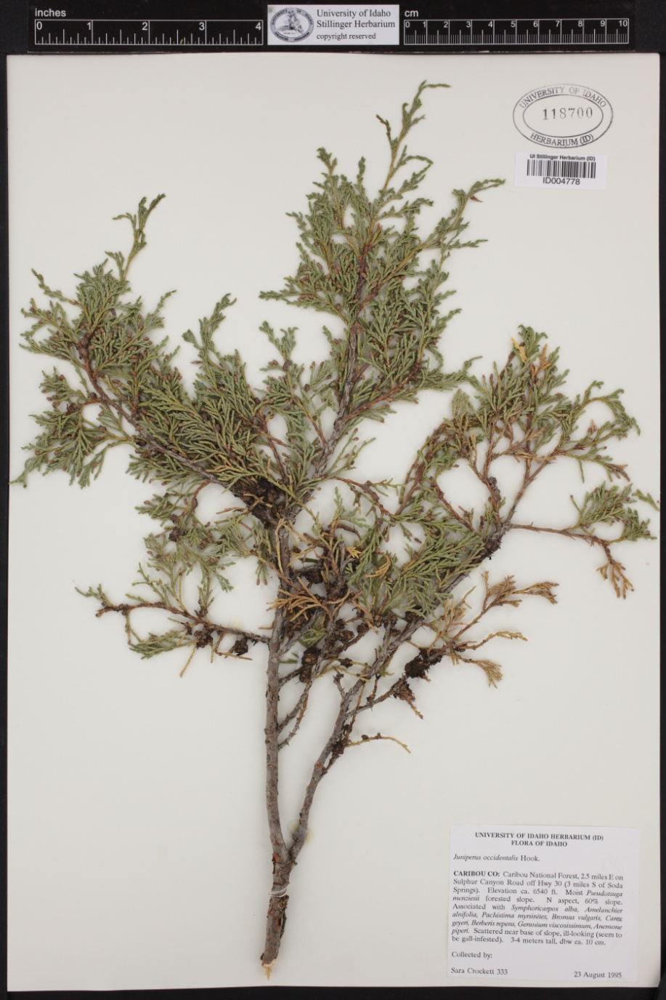 inches
1 2 3 4
University of Idaho
Stillinger Herbarium
copyright reserved
cm
1 2 3 4 5 6 7 8 9 10
UNIVERSITY OF IDAHO
118700
HERBARIUM (ID)
UI Stillinger Herbarium (ID)
ID004778
UNIVERSITY OF IDAHO HERBARIUM (ID)
FLORA OF IDAHO
Juniperus occidentalis Hook.
CARIBOU CO: Caribou National Forest, 2.5 miles E on
Sulphur Canyon Road off Hwy 30 (3 miles S of Soda
Springs). Elevation ca. 6540 ft. Moist Pseudotsuga
menziesii forested slope. N aspect, 60% slope.
Associated with Symphoricarpos alba, Amelanchier
alnifolia, Pachistima myrsinites, Bromus vulgaris, Carex
geyeri, Berberis repens, Geranium viscosissimum, Anemone
piperi. Scattered near base of slope, ill-looking (seem to
be gall-infested). 3-4 meters tall, dbw ca. 10 cm.
Collected by:
Sara Crockett 333 23 August 1995